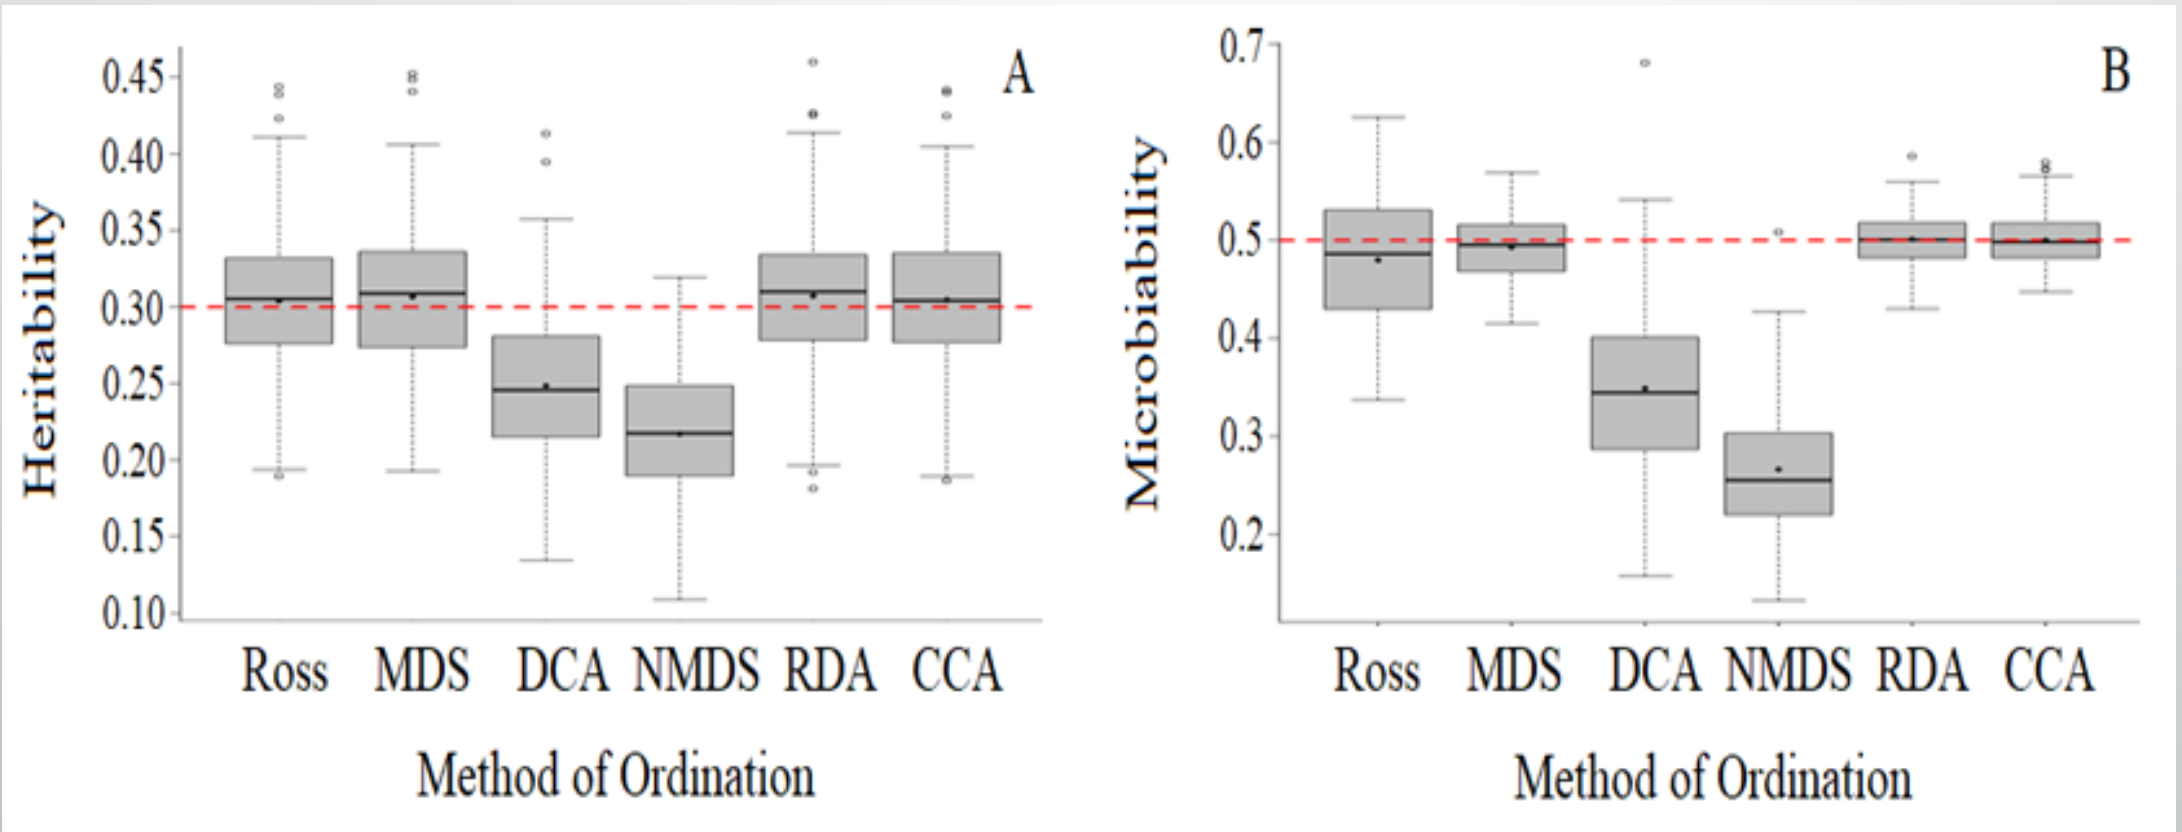 A
Heritability
0.45
0.40
0.35
0.30
0.25
0.20
0.15
0.10
Ross MDS DCA NMDS RDA CCA
Method of Ordination
B
Microbiability
0.7
0.6
0.5
0.4
0.3
0.2
Ross MDS DCA NMDS RDA CCA
Method of Ordination